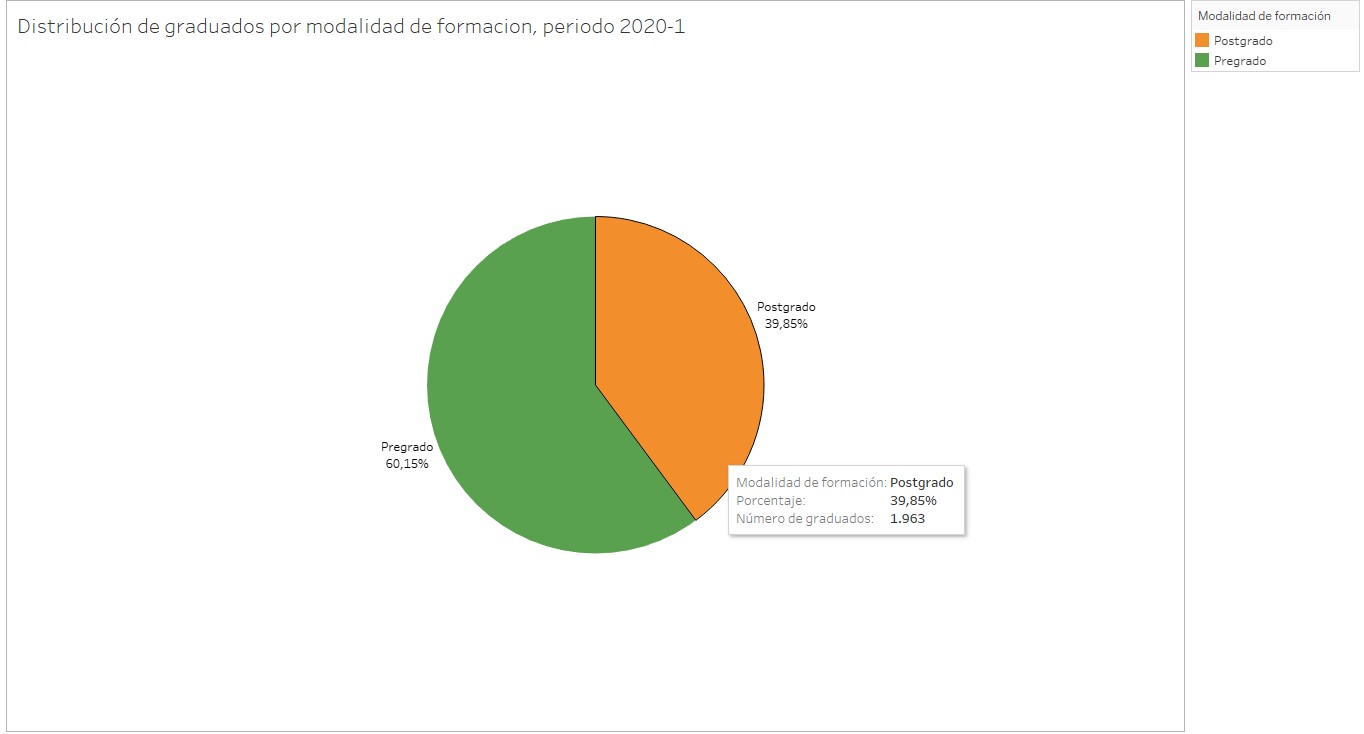 Distribución de graduados por modalidad de formacion, periodo 2020-1
Modalidad de formación
Postgrado
Pregrado
Postgrado
39,85%
Pregrado
60,15%
Modalidad de formación: Postgrado
Porcentaje: 39,85%
Número de graduados: 1.963